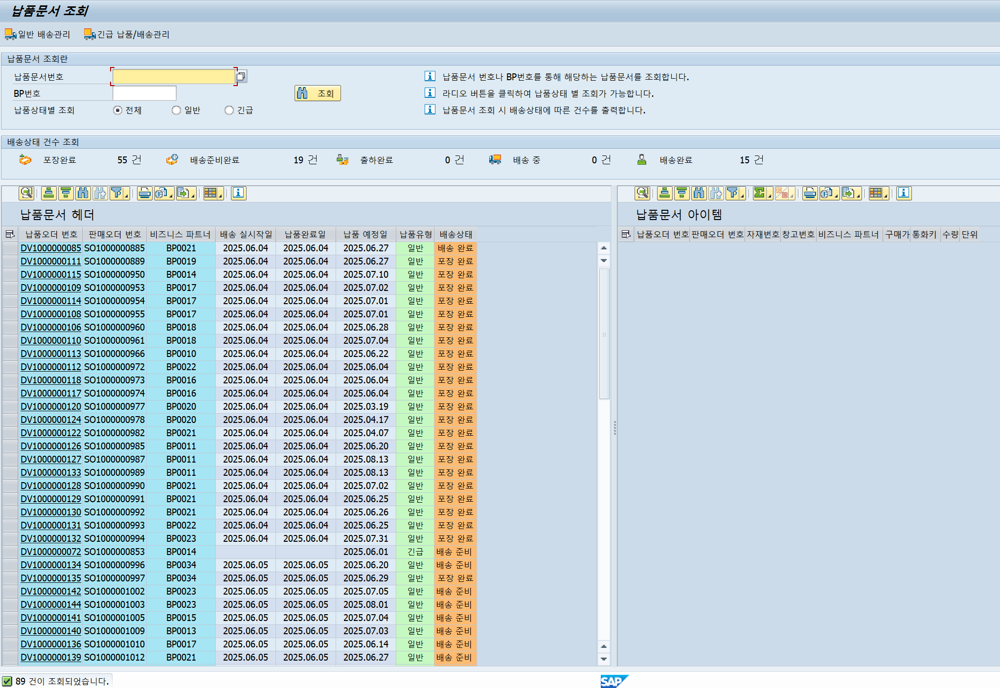 납품문서 조회
일반 배송관리 긴급 납품/배송관리
납품문서 조회란
납품문서번호
BP번호
조회
납품상태별 조회 전체 일반 긴급
납품문서 번호나 BP번호를 통해 해당하는 납품문서를 조회합니다.
라디오 버튼을 클릭하여 납품상태 별 조회가 가능합니다.
납품문서 조회 시 배송상태에 따른 건수를 출력합니다.
배송상태 건수 조회
포장완료 55 건 배송준비완료 19 건 출하완료 0 건 배송 중 0 건 배송완료 15 건
납품문서 헤더
납품오더 번호 판매오더 번호 비즈니스 파트너 배송 실시작일 납품완료일 납품 예정일 납품유형 배송상태
DV1000000085 SO1000000885 BP0021 2025.06.04 2025.06.04 2025.06.27 일반 배송 완료
DV1000000111 SO1000000889 BP0019 2025.06.04 2025.06.04 2025.06.27 일반 포장 완료
DV1000000115 SO1000000950 BP0014 2025.06.04 2025.06.04 2025.07.10 일반 포장 완료
DV1000000109 SO1000000953 BP0017 2025.06.04 2025.06.04 2025.07.02 일반 포장 완료
DV1000000114 SO1000000954 BP0017 2025.06.04 2025.06.04 2025.07.01 일반 포장 완료
DV1000000108 SO1000000955 BP0017 2025.06.04 2025.06.04 2025.07.01 일반 포장 완료
DV1000000106 SO1000000960 BP0018 2025.06.04 2025.06.04 2025.06.28 일반 포장 완료
DV1000000110 SO1000000961 BP0018 2025.06.04 2025.06.04 2025.07.04 일반 포장 완료
DV1000000113 SO1000000966 BP0010 2025.06.04 2025.06.04 2025.06.22 일반 포장 완료
DV1000000112 SO1000000972 BP0022 2025.06.04 2025.06.04 2025.06.04 일반 포장 완료
DV1000000118 SO1000000973 BP0016 2025.06.04 2025.06.04 2025.06.04 일반 포장 완료
DV1000000117 SO1000000974 BP0016 2025.06.04 2025.06.04 2025.06.04 일반 포장 완료
DV1000000120 SO1000000977 BP0020 2025.06.04 2025.06.04 2025.03.19 일반 포장 완료
DV1000000124 SO1000000978 BP0020 2025.06.04 2025.06.04 2025.04.17 일반 포장 완료
DV1000000122 SO1000000982 BP0021 2025.06.04 2025.06.04 2025.04.07 일반 포장 완료
DV1000000126 SO1000000985 BP0011 2025.06.04 2025.06.04 2025.06.20 일반 포장 완료
DV1000000127 SO1000000987 BP0011 2025.06.04 2025.06.04 2025.08.13 일반 포장 완료
DV1000000133 SO1000000989 BP0011 2025.06.04 2025.06.04 2025.08.13 일반 포장 완료
DV1000000128 SO1000000990 BP0021 2025.06.04 2025.06.04 2025.07.02 일반 포장 완료
DV1000000129 SO1000000991 BP0021 2025.06.04 2025.06.04 2025.06.25 일반 포장 완료
DV1000000130 SO1000000992 BP0021 2025.06.04 2025.06.04 2025.06.26 일반 포장 완료
DV1000000131 SO1000000993 BP0022 2025.06.04 2025.06.04 2025.06.25 일반 포장 완료
DV1000000132 SO1000000994 BP0023 2025.06.04 2025.06.04 2025.07.31 일반 포장 완료
DV1000000072 SO1000000853 BP0014 2025.06.01 긴급 배송 준비
DV1000000134 SO1000000996 BP0034 2025.06.05 2025.06.05 2025.06.20 일반 배송 준비
DV1000000135 SO1000000997 BP0034 2025.06.05 2025.06.05 2025.06.29 일반 포장 완료
DV1000000142 SO1000001002 BP0023 2025.06.05 2025.06.05 2025.07.05 일반 배송 준비
DV1000000144 SO1000001003 BP0023 2025.06.05 2025.06.05 2025.08.01 일반 배송 준비
DV1000000141 SO1000001005 BP0015 2025.06.05 2025.06.05 2025.07.04 일반 배송 준비
DV1000000140 SO1000001009 BP0013 2025.06.05 2025.06.05 2025.07.03 일반 배송 준비
DV1000000136 SO1000001010 BP0017 2025.06.05 2025.06.05 2025.06.14 일반 배송 준비
DV1000000139 SO1000001012 BP0021 2025.06.05 2025.06.05 2025.06.27 일반 배송 준비
납품문서 아이템
납품오더 번호 판매오더 번호 자재번호 창고번호 비즈니스 파트너 구매가 통화키 수량 단위
89 건이 조회되었습니다.
SAP